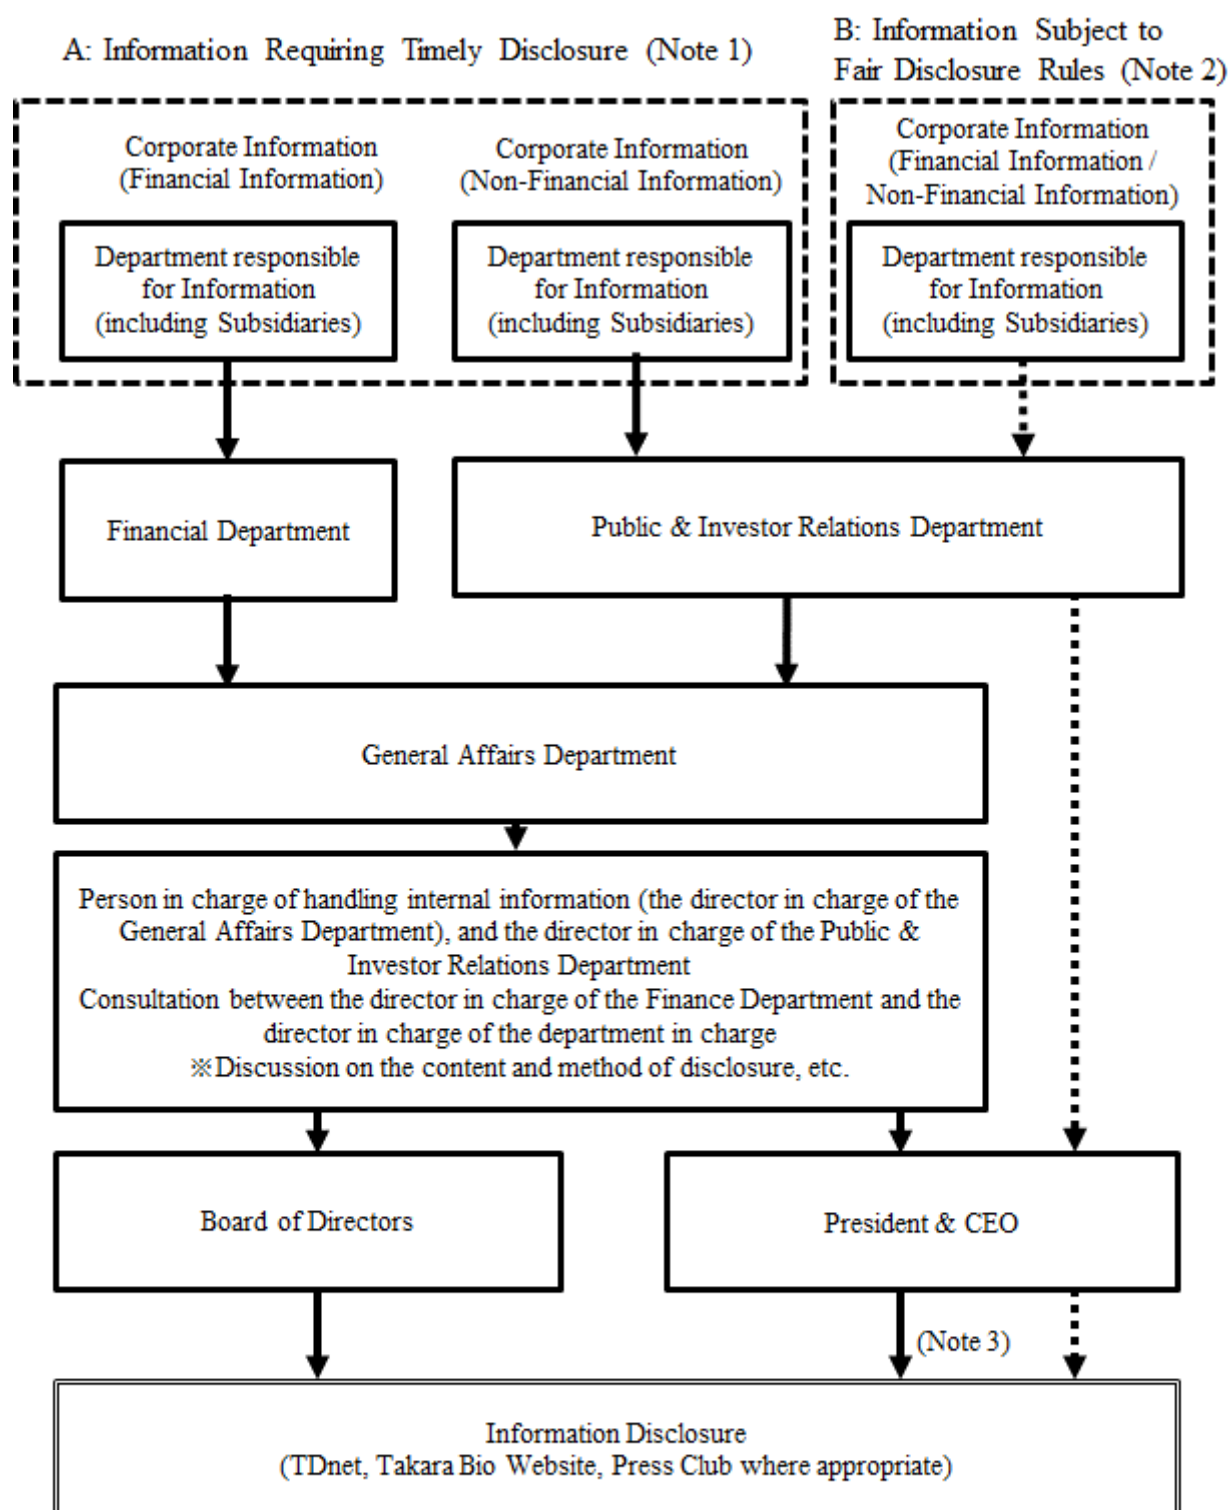 A: Information Requiring Timely Disclosure (Note 1)
B: Information Subject to
Fair Disclosure Rules (Note 2)
Corporate Information
(Financial Information)
Corporate Information
(Non-Financial Information)
Corporate Information
(Financial Information /
Non-Financial Information)
Department responsible
for Information
(including Subsidiaries)
Department responsible
for Information
(including Subsidiaries)
Department responsible
for Information
(including Subsidiaries)
Financial Department
Public & Investor Relations Department
General Affairs Department
Person in charge of handling internal information (the director in charge of the
General Affairs Department), and the director in charge of the Public &
Investor Relations Department
Consultation between the director in charge of the Finance Department and the
director in charge of the department in charge
※Discussion on the content and method of disclosure, etc.
Board of Directors
President & CEO
(Note 3)
Information Disclosure
(TDnet, Takara Bio Website, Press Club where appropriate)